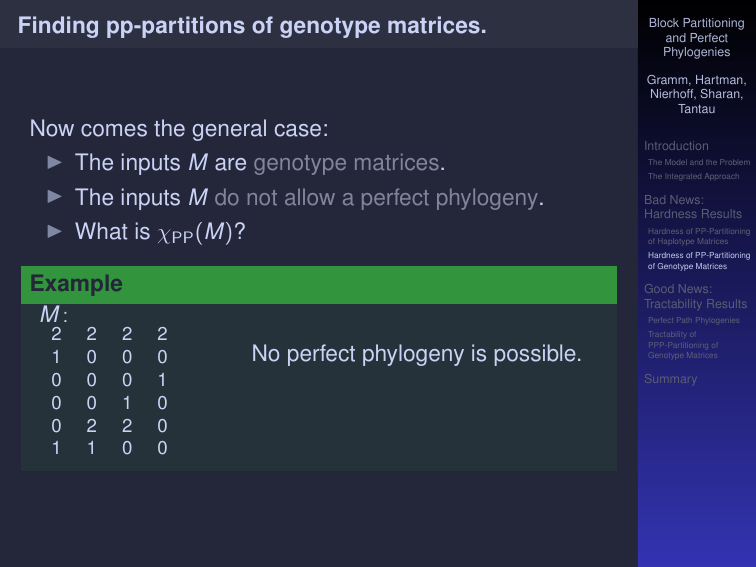 Finding pp-partitions of genotype matrices.
Now comes the general case:
▶ The inputs M are genotype matrices.
▶ The inputs M do not allow a perfect phylogeny.
▶ What is χPP(M)?
Example
M:
2 2 2 2
1 0 0 0
0 0 0 1
0 0 1 0
0 2 2 0
1 1 0 0
No perfect phylogeny is possible.
Block Partitioning
and Perfect
Phylogenies
Gramm, Hartman,
Nierhoff, Sharan,
Tantau
Introduction
The Model and the Problem
The Integrated Approach
Bad News:
Hardness Results
Hardness of PP-Partitioning
of Haplotype Matrices
Hardness of PP-Partitioning
of Genotype Matrices
Good News:
Tractability Results
Perfect Path Phylogenies
Tractability of
PPP-Partitioning of
Genotype Matrices
Summary